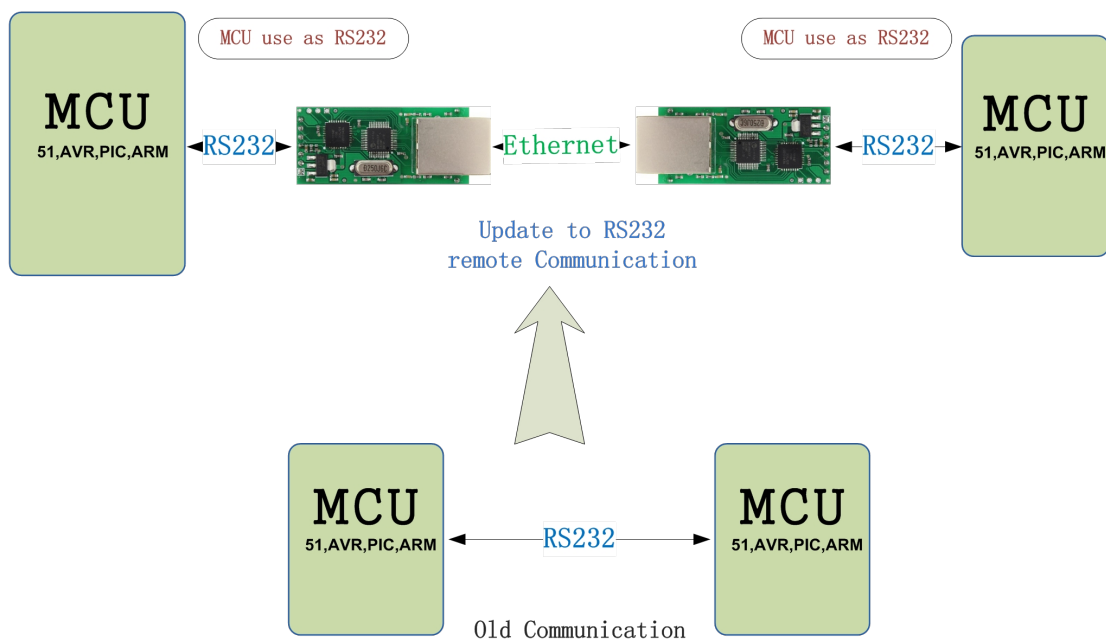 MCU use as RS232
MCU use as RS232
MCU
51,AVR,PIC,ARM
RS232
Ethernet
RS232
MCU
51,AVR,PIC,ARM
Update to RS232
remote Communication
MCU
51,AVR,PIC,ARM
RS232
MCU
51,AVR,PIC,ARM
Old Communication